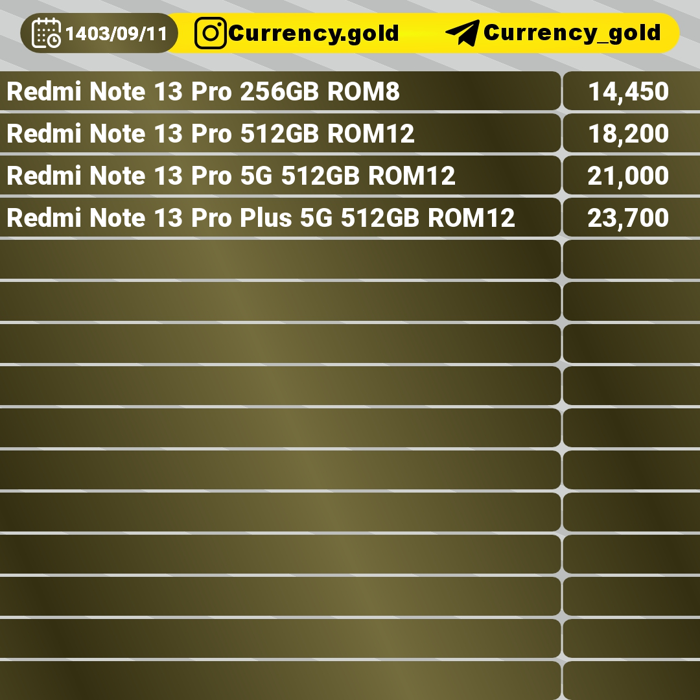 1403/09/11 Currency.gold Currency_gold
Redmi Note 13 Pro 256GB ROM8 14,450
Redmi Note 13 Pro 512GB ROM12 18,200
Redmi Note 13 Pro 5G 512GB ROM12 21,000
Redmi Note 13 Pro Plus 5G 512GB ROM12 23,700